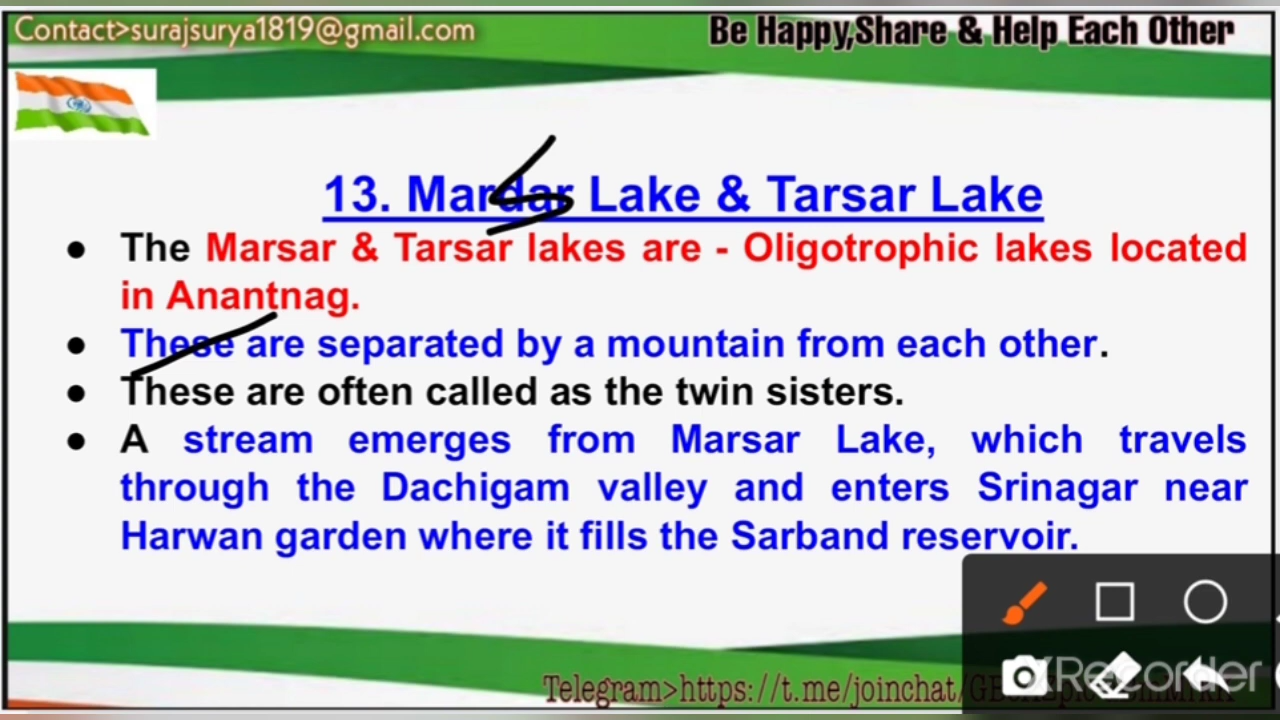 Contact>surajsurya1819@gmail.com
Be Happy,Share & Help Each Other
13. Mardar Lake & Tarsar Lake
● The Marsar & Tarsar lakes are - Oligotrophic lakes located
in Anantnag.
● These are separated by a mountain from each other.
● These are often called as the twin sisters.
● A stream emerges from Marsar Lake, which travels
through the Dachigam valley and enters Srinagar near
Harwan garden where it fills the Sarband reservoir.
XRecorder
Telegram>https://t.me/joinchat/